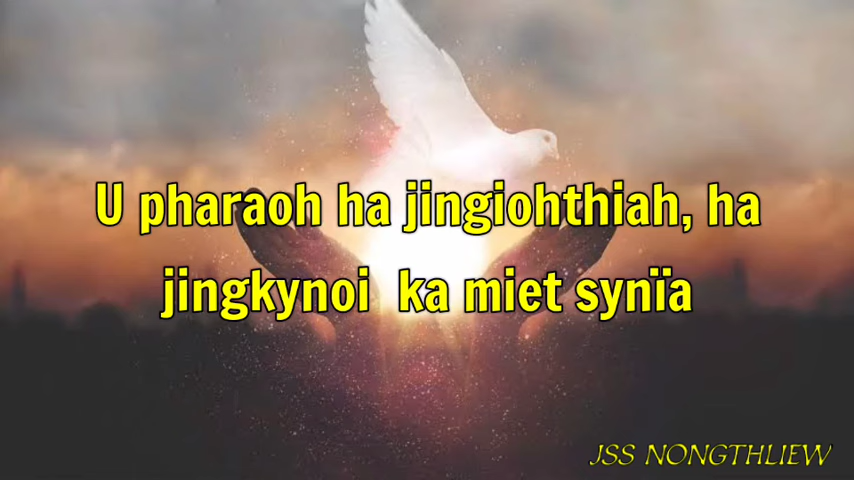 U pharaoh ha jingiohthiah, ha
jingkynoi ka miet synïa
JSS NONGTHLIEW